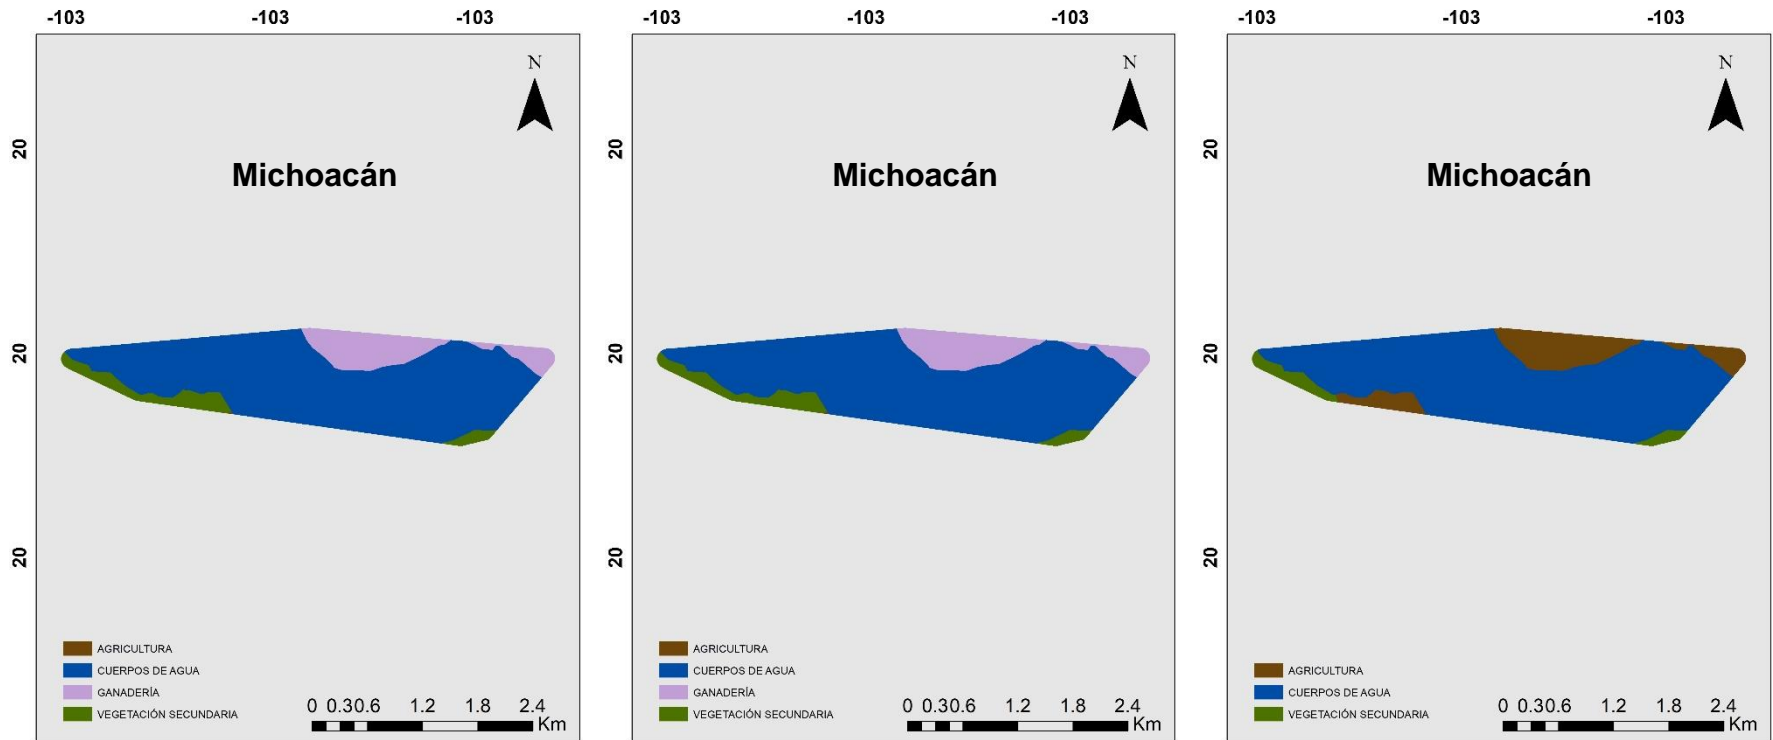 -103 -103 -103
N
20
Michoacán
20
20
AGRICULTURA
CUERPOS DE AGUA
GANADERÍA
VEGETACIÓN SECUNDARIA
0 0.30.6 1.2 1.8 2.4
Km
-103 -103 -103
N
20
Michoacán
20
20
AGRICULTURA
CUERPOS DE AGUA
GANADERÍA
VEGETACIÓN SECUNDARIA
0 0.30.6 1.2 1.8 2.4
Km
-103 -103 -103
N
20
Michoacán
20
20
AGRICULTURA
CUERPOS DE AGUA
VEGETACIÓN SECUNDARIA
0 0.30.6 1.2 1.8 2.4
Km